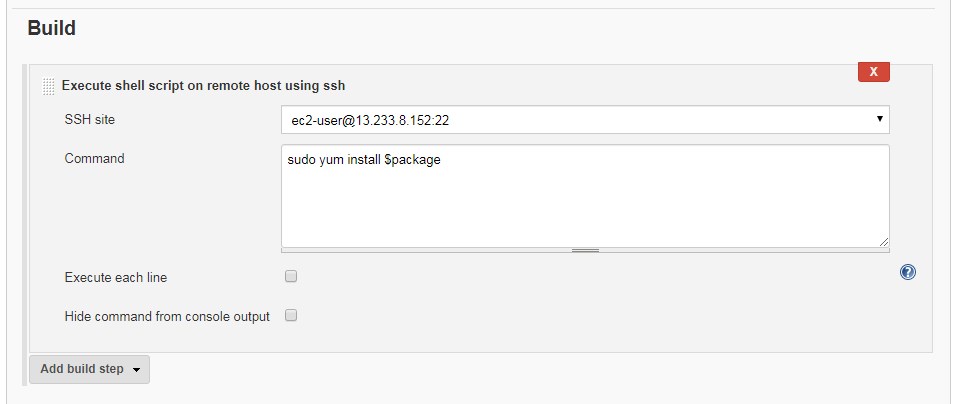 Build
X
Execute shell script on remote host using ssh
SSH site
ec2-user@13.233.8.152:22
Command
sudo yum install $package
Execute each line
?
Hide command from console output
Add build step